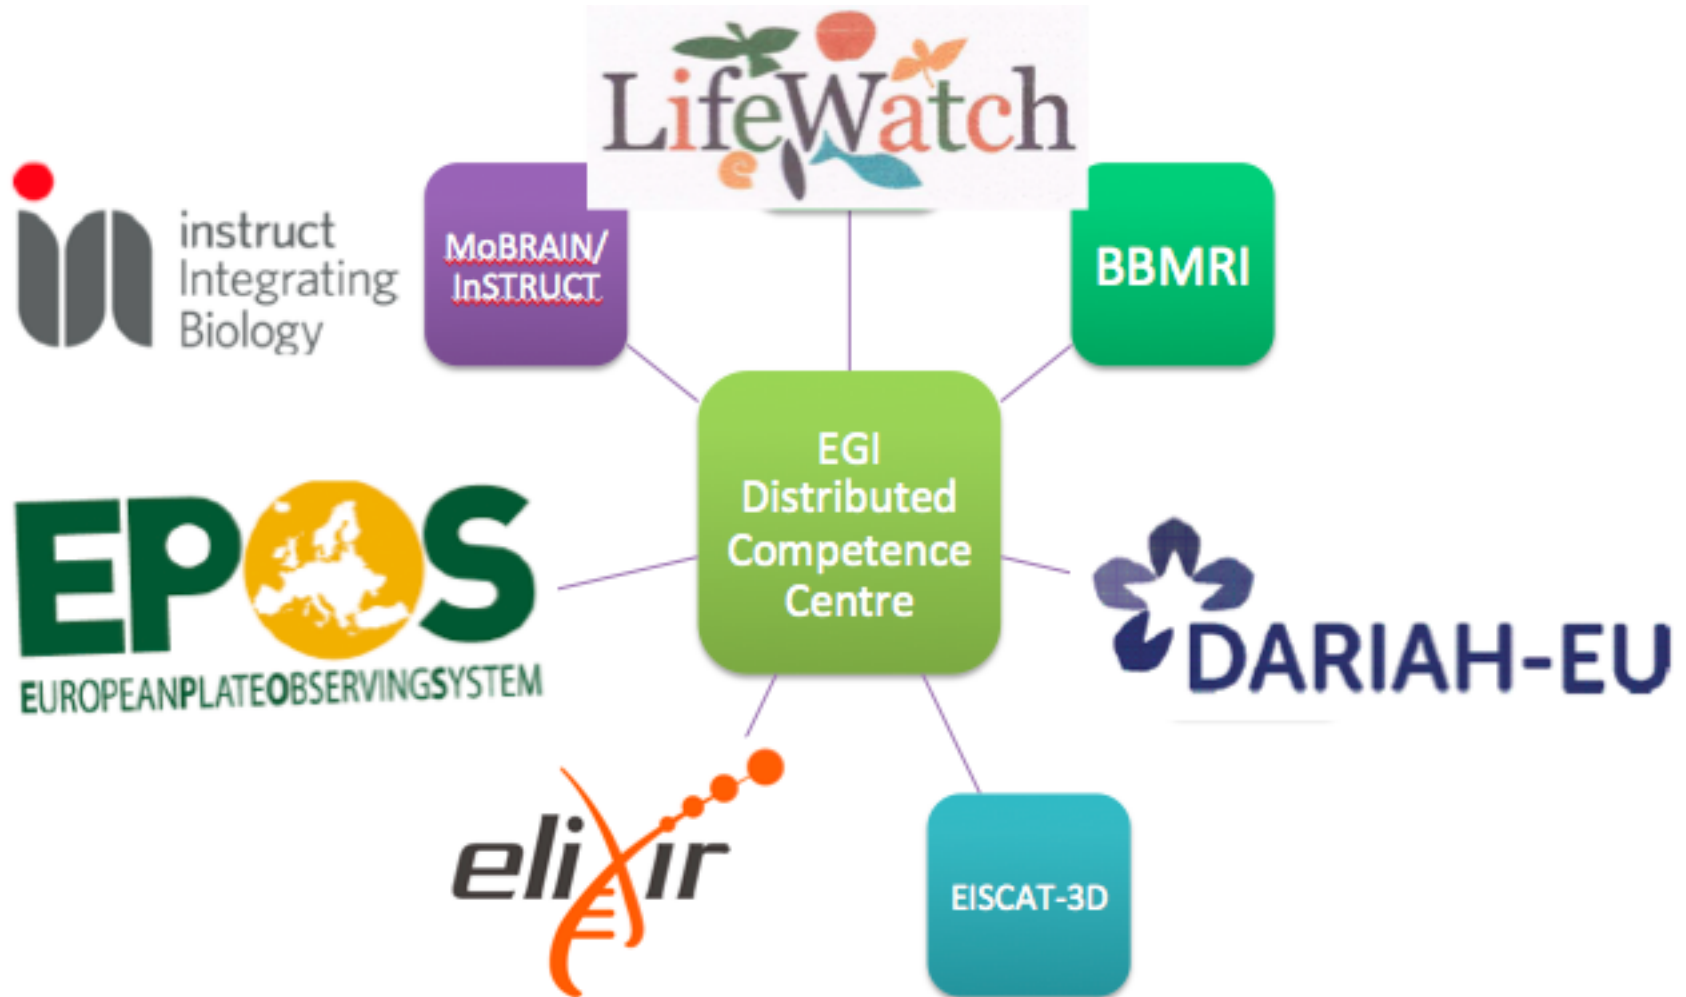 LifeWatch
instruct
Integrating
Biology
MoBRAIN/
InSTRUCT
BBMRI
EGI
Distributed
Competence
Centre
EPOS
EUROPEANPLATEOBSERVINGSYSTEM
DARIAH-EU
elixir
EISCAT-3D